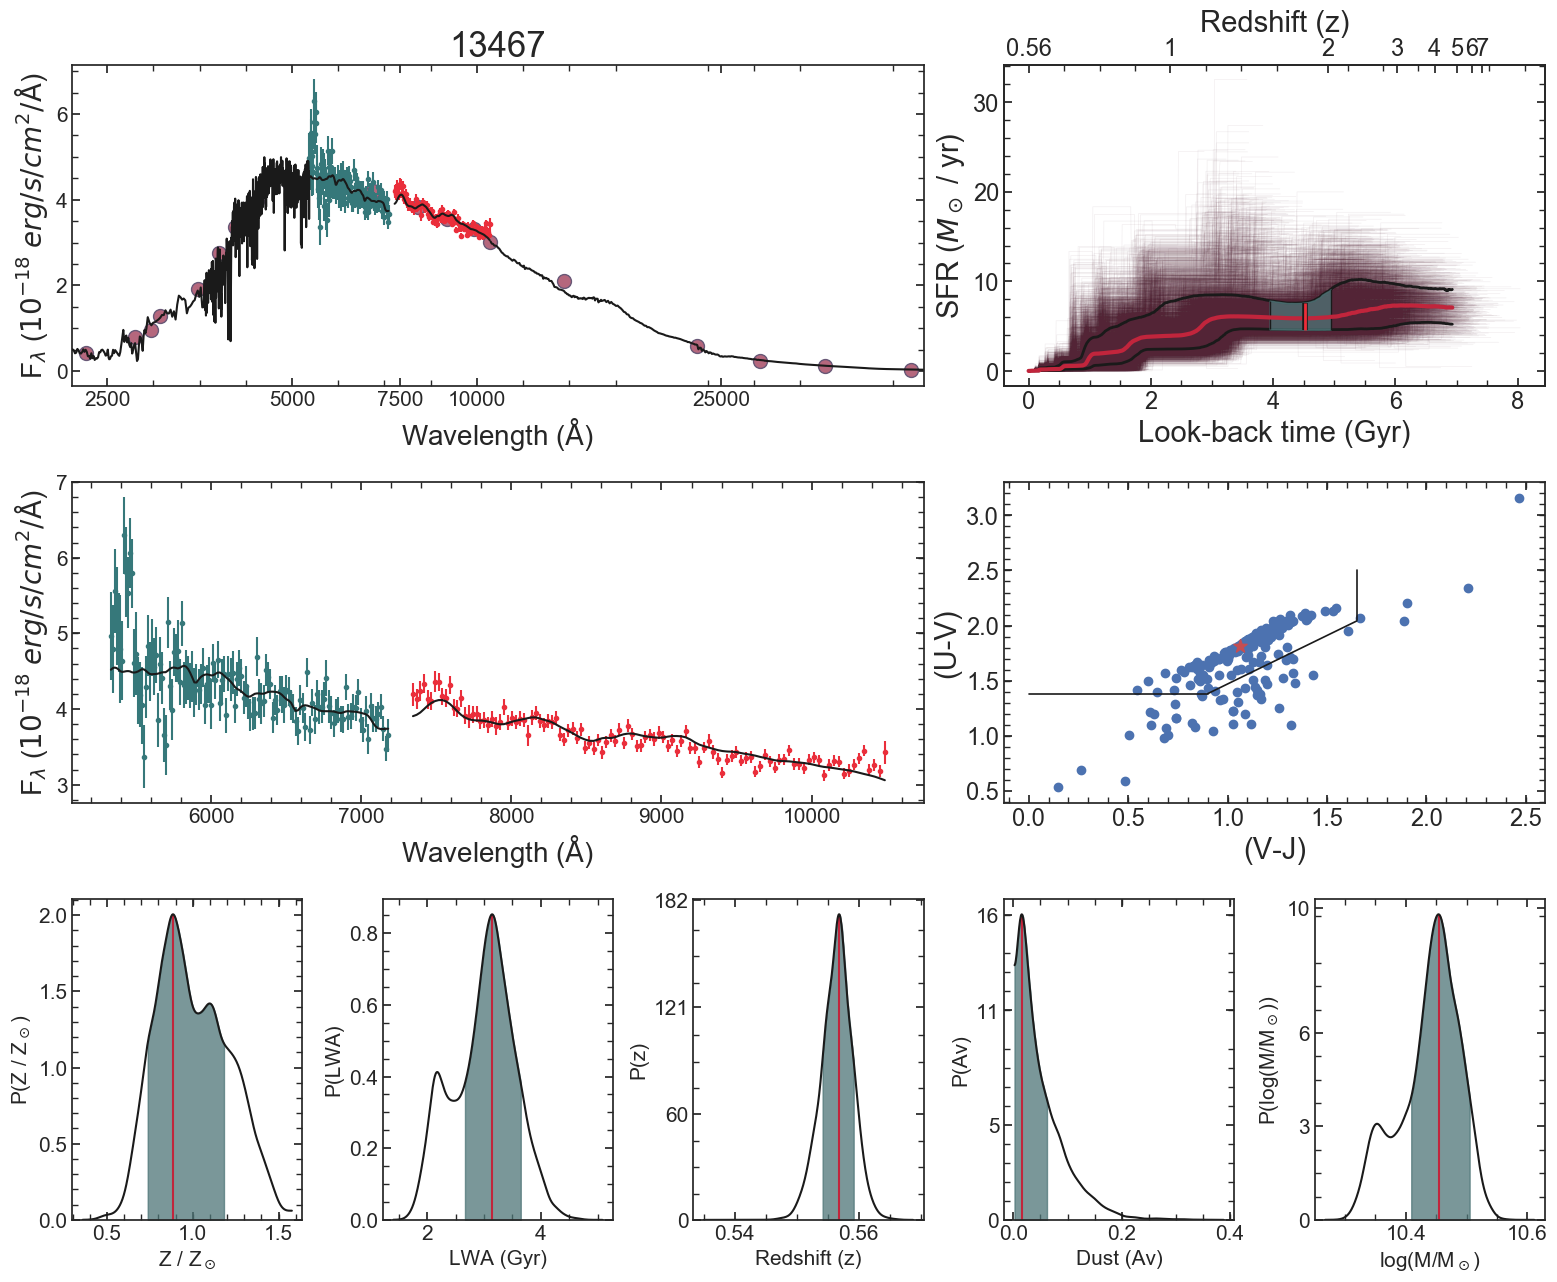 13467
F_λ (10^−18 erg/s/cm^2/Å)
6
4
2
0
2500 5000 7500 10000 25000
Wavelength (Å)
Redshift (z)
0.56 1 2 3 4 5 6 7
SFR (M_⊙ / yr)
30
20
10
0
0 2 4 6 8
Look-back time (Gyr)
F_λ (10^−18 erg/s/cm^2/Å)
7
6
5
4
3
6000 7000 8000 9000 10000
Wavelength (Å)
(U-V)
3.0
2.5
2.0
1.5
1.0
0.5
0.0 0.5 1.0 1.5 2.0 2.5
(V-J)
P(Z / Z_⊙)
2.0
1.5
1.0
0.5
0.0
0.5 1.0 1.5
Z / Z_⊙
P(LWA)
0.8
0.6
0.4
0.2
0.0
2 4
LWA (Gyr)
P(z)
182
121
60
0
0.54 0.56
Redshift (z)
P(Av)
16
11
5
0
0.0 0.2 0.4
Dust (Av)
P(log(M/M_⊙))
10
6
3
0
10.4 10.6
log(M/M_⊙)